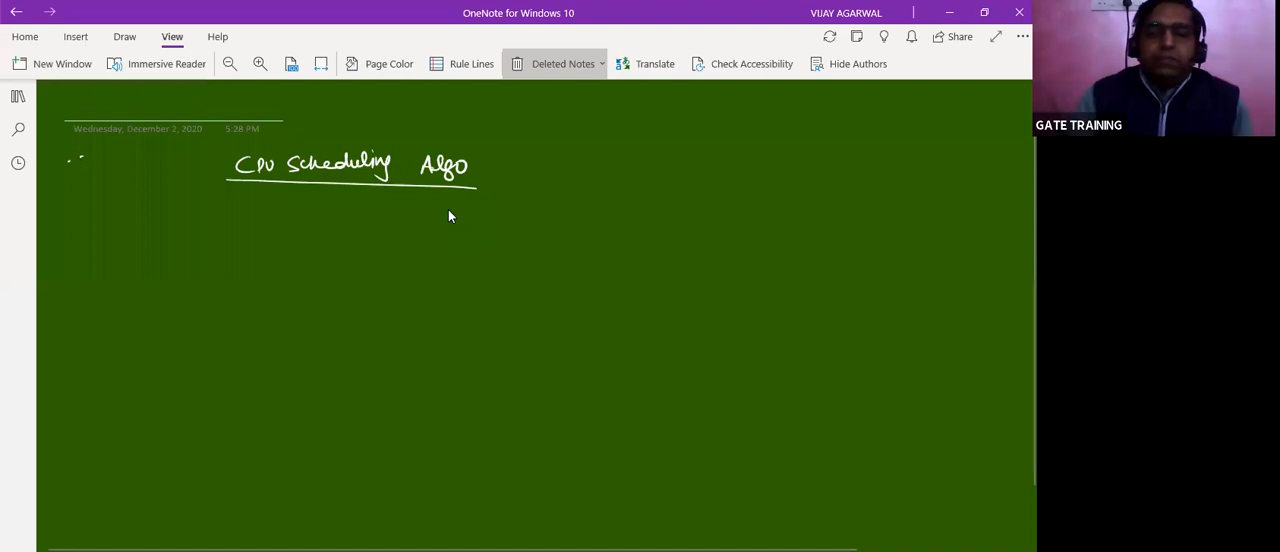 OneNote for Windows 10
VIJAY AGARWAL
Home Insert Draw View Help
Share
New Window Immersive Reader Page Color Rule Lines Deleted Notes Translate Check Accessibility Hide Authors
GATE TRAINING
Wednesday, December 2, 2020 5:28 PM
CPU Scheduling Algo